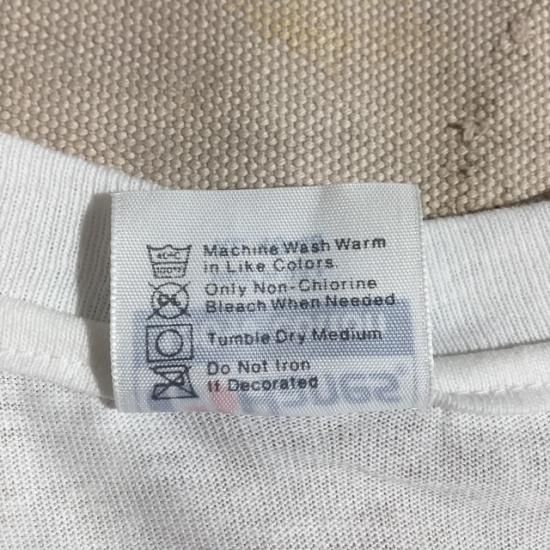 Machine Wash Warm
in Like Colors.
Only Non-Chlorine
Bleach When Needed
Tumble Dry Medium
Do Not Iron
If Decorated